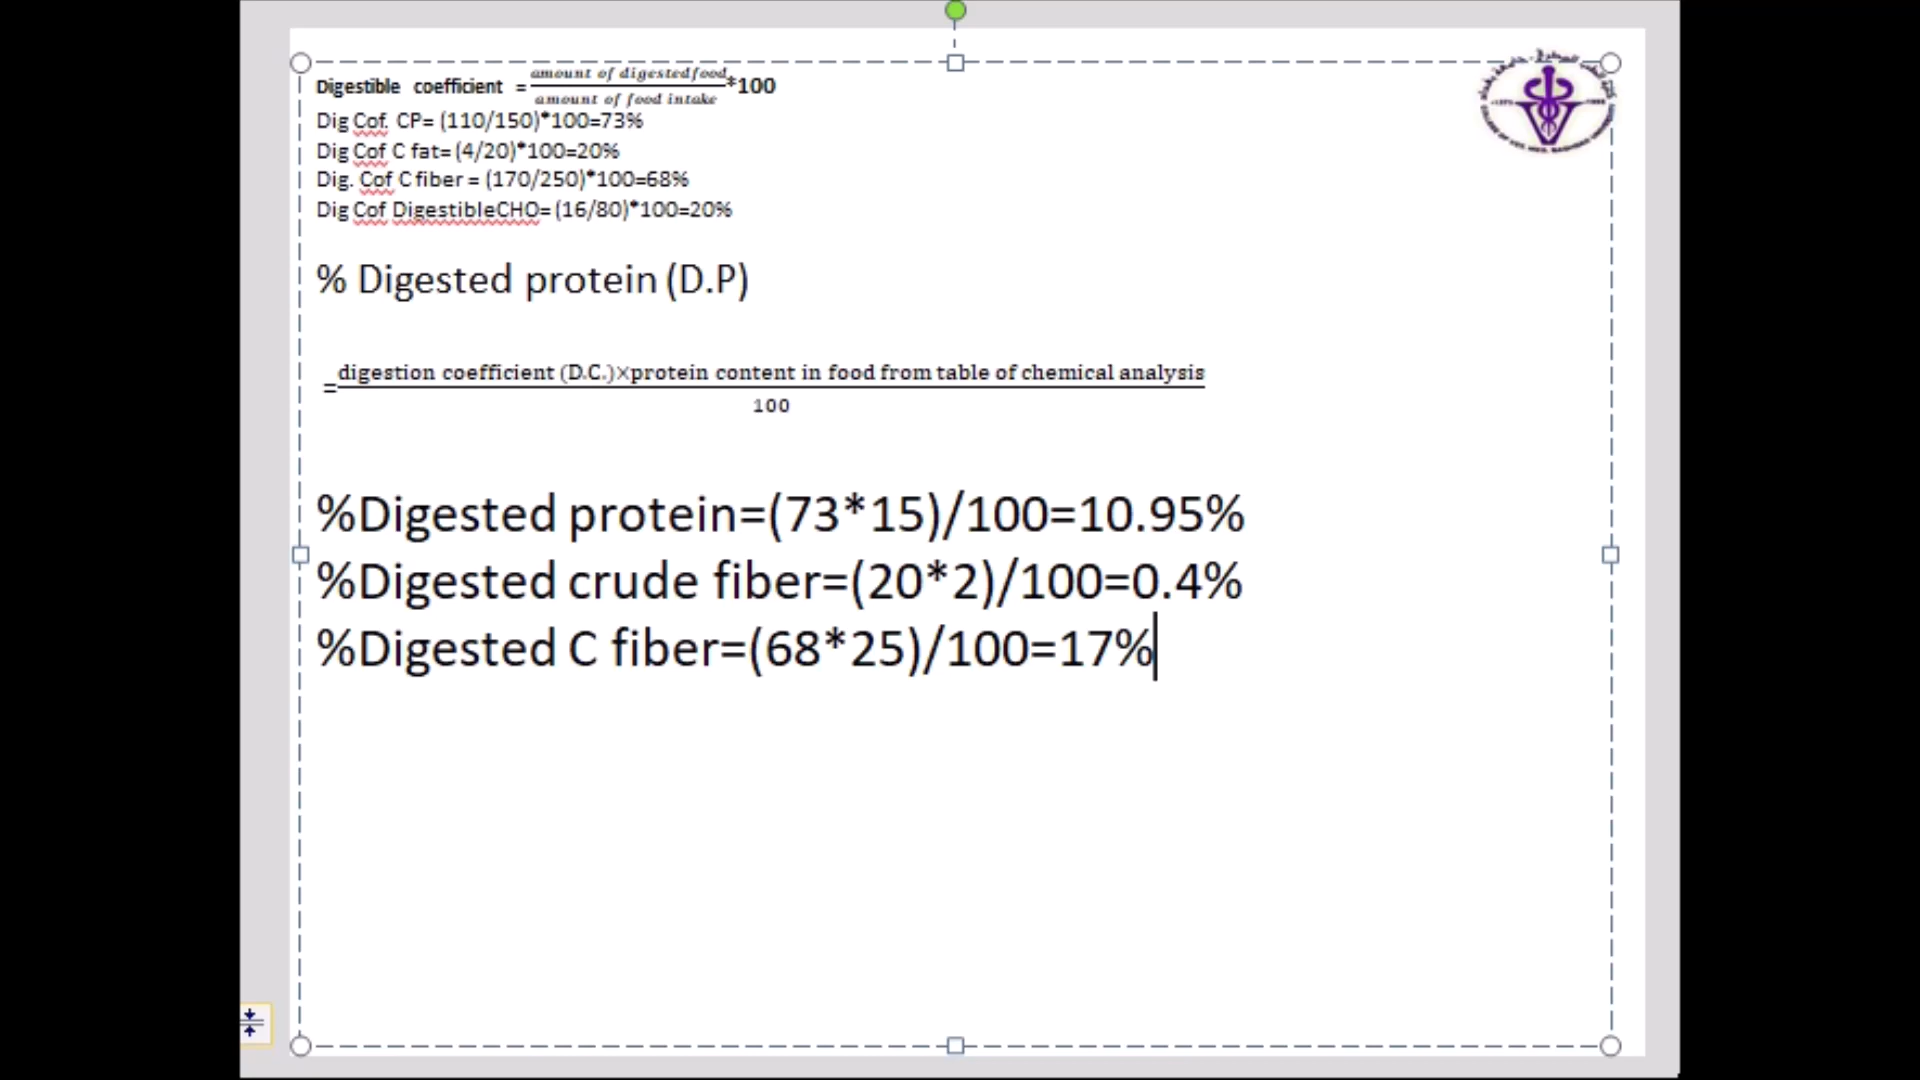 Digestible coefficient = amount of digestedfood / amount of food intake *100
Dig Cof. CP= (110/150)*100=73%
Dig Cof C fat= (4/20)*100=20%
Dig. Cof C fiber = (170/250)*100=68%
Dig Cof DigestibleCHO= (16/80)*100=20%
% Digested protein (D.P)
= digestion coefficient (D.C.)×protein content in food from table of chemical analysis / 100
%Digested protein=(73*15)/100=10.95%
%Digested crude fiber=(20*2)/100=0.4%
%Digested C fiber=(68*25)/100=17%